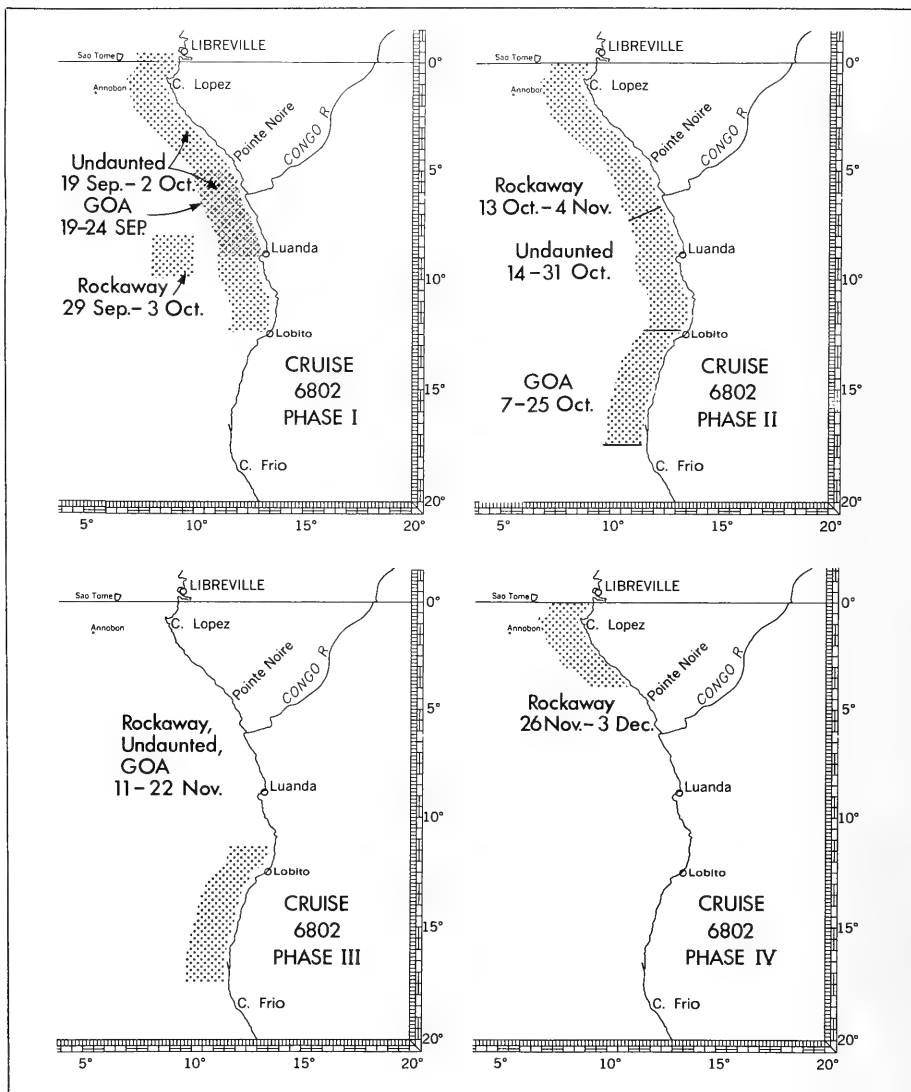 LIBREVILLE
Sao Tome
0°
Annobon
C. Lopez
Pointe Noire
CONGO R
Undaunted
19 Sep.– 2 Oct.
5°
GOA
19–24 SEP.
Luanda
Rockaway
29 Sep.– 3 Oct.
10°
Lobito
CRUISE
6802
PHASE I
15°
C. Frio
20°
5° 10° 15° 20°
LIBREVILLE
Sao Tome
0°
Annobon
C. Lopez
Pointe Noire
CONGO R
5°
Rockaway
13 Oct.– 4 Nov.
Undaunted
14 –31 Oct.
Luanda
10°
Lobito
CRUISE
6802
PHASE II
GOA
7–25 Oct.
15°
C. Frio
20°
5° 10° 15° 20°
LIBREVILLE
Sao Tome
0°
Annobon
C. Lopez
Pointe Noire
CONGO R
5°
Rockaway,
Undaunted,
GOA
11 – 22 Nov.
Luanda
10°
Lobito
CRUISE
6802
PHASE III
15°
C. Frio
20°
5° 10° 15° 20°
LIBREVILLE
Sao Tome
0°
Annobon
C. Lopez
Pointe Noire
CONGO R
5°
Rockaway
26 Nov.– 3 Dec.
Luanda
10°
Lobito
CRUISE
6802
PHASE IV
15°
C. Frio
20°
5° 10° 15° 20°